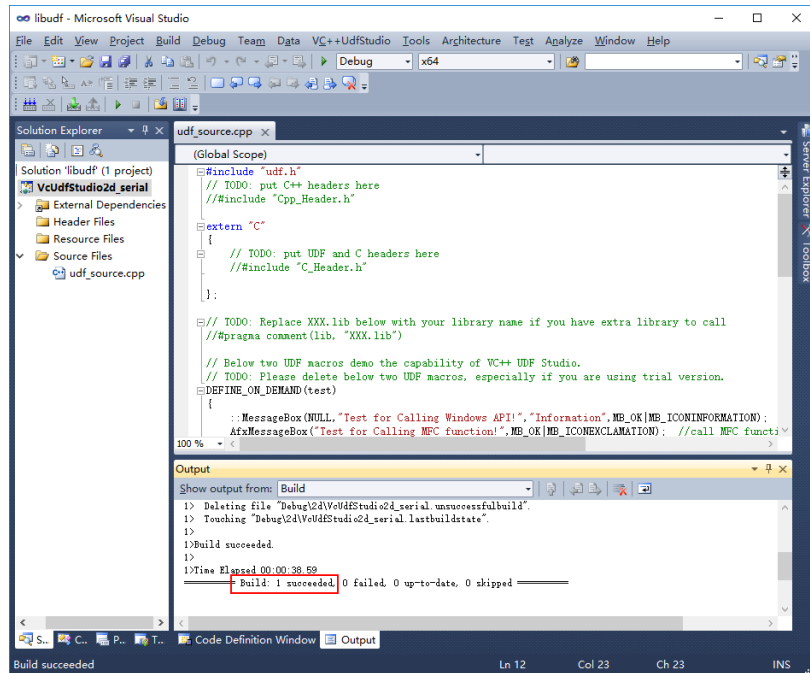 libudf - Microsoft Visual Studio
File Edit View Project Build Debug Team Data VC++UdfStudio Tools Architecture Test Analyze Window Help
Debug x64
Solution Explorer
udf_source.cpp
(Global Scope)
Solution 'libudf' (1 project)
VcUdfStudio2d_serial
External Dependencies
Header Files
Resource Files
Source Files
udf_source.cpp
#include "udf.h"
// TODO: put C++ headers here
//#include "Cpp_Header.h"
extern "C"
{
// TODO: put UDF and C headers here
//#include "C_Header.h"
};
// TODO: Replace XXX.lib below with your library name if you have extra library to call
//#pragma comment(lib, "XXX.lib")
// Below two UDF macros demo the capability of VC++ UDF Studio.
// TODO: Please delete below two UDF macros, especially if you are using trial version.
DEFINE_ON_DEMAND(test)
{
::MessageBox(NULL,"Test for Calling Windows API!","Information",MB_OK|MB_ICONINFORMATION);
AfxMessageBox("Test for Calling MFC function!",MB_OK|MB_ICONEXCLAMATION); //call MFC functi
100 %
Server Explorer
Toolbox
Output
Show output from: Build
1> Deleting file "Debug\2d\VcUdfStudio2d_serial.unsuccessfulbuild".
1> Touching "Debug\2d\VcUdfStudio2d_serial.lastbuildstate".
1>
1>Build succeeded.
1>
1>Time Elapsed 00:00:38.59
========== Build: 1 succeeded, 0 failed, 0 up-to-date, 0 skipped ==========
S... C... P... T...
Code Definition Window Output
Build succeeded Ln 12 Col 23 Ch 23 INS